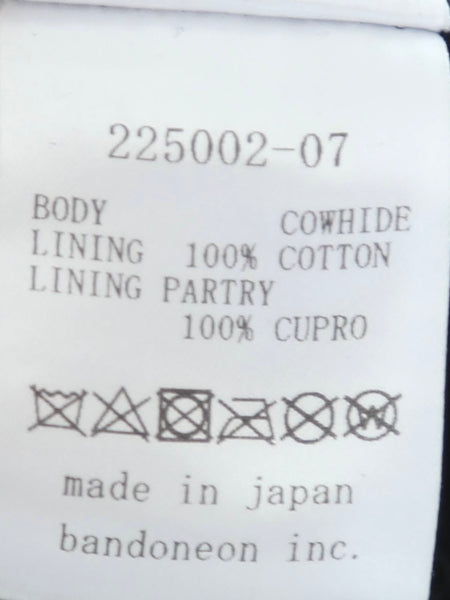 225002-07
BODY COWHIDE
LINING 100% COTTON
LINING PARTRY
100% CUPRO
W
made in japan
bandoneon inc.